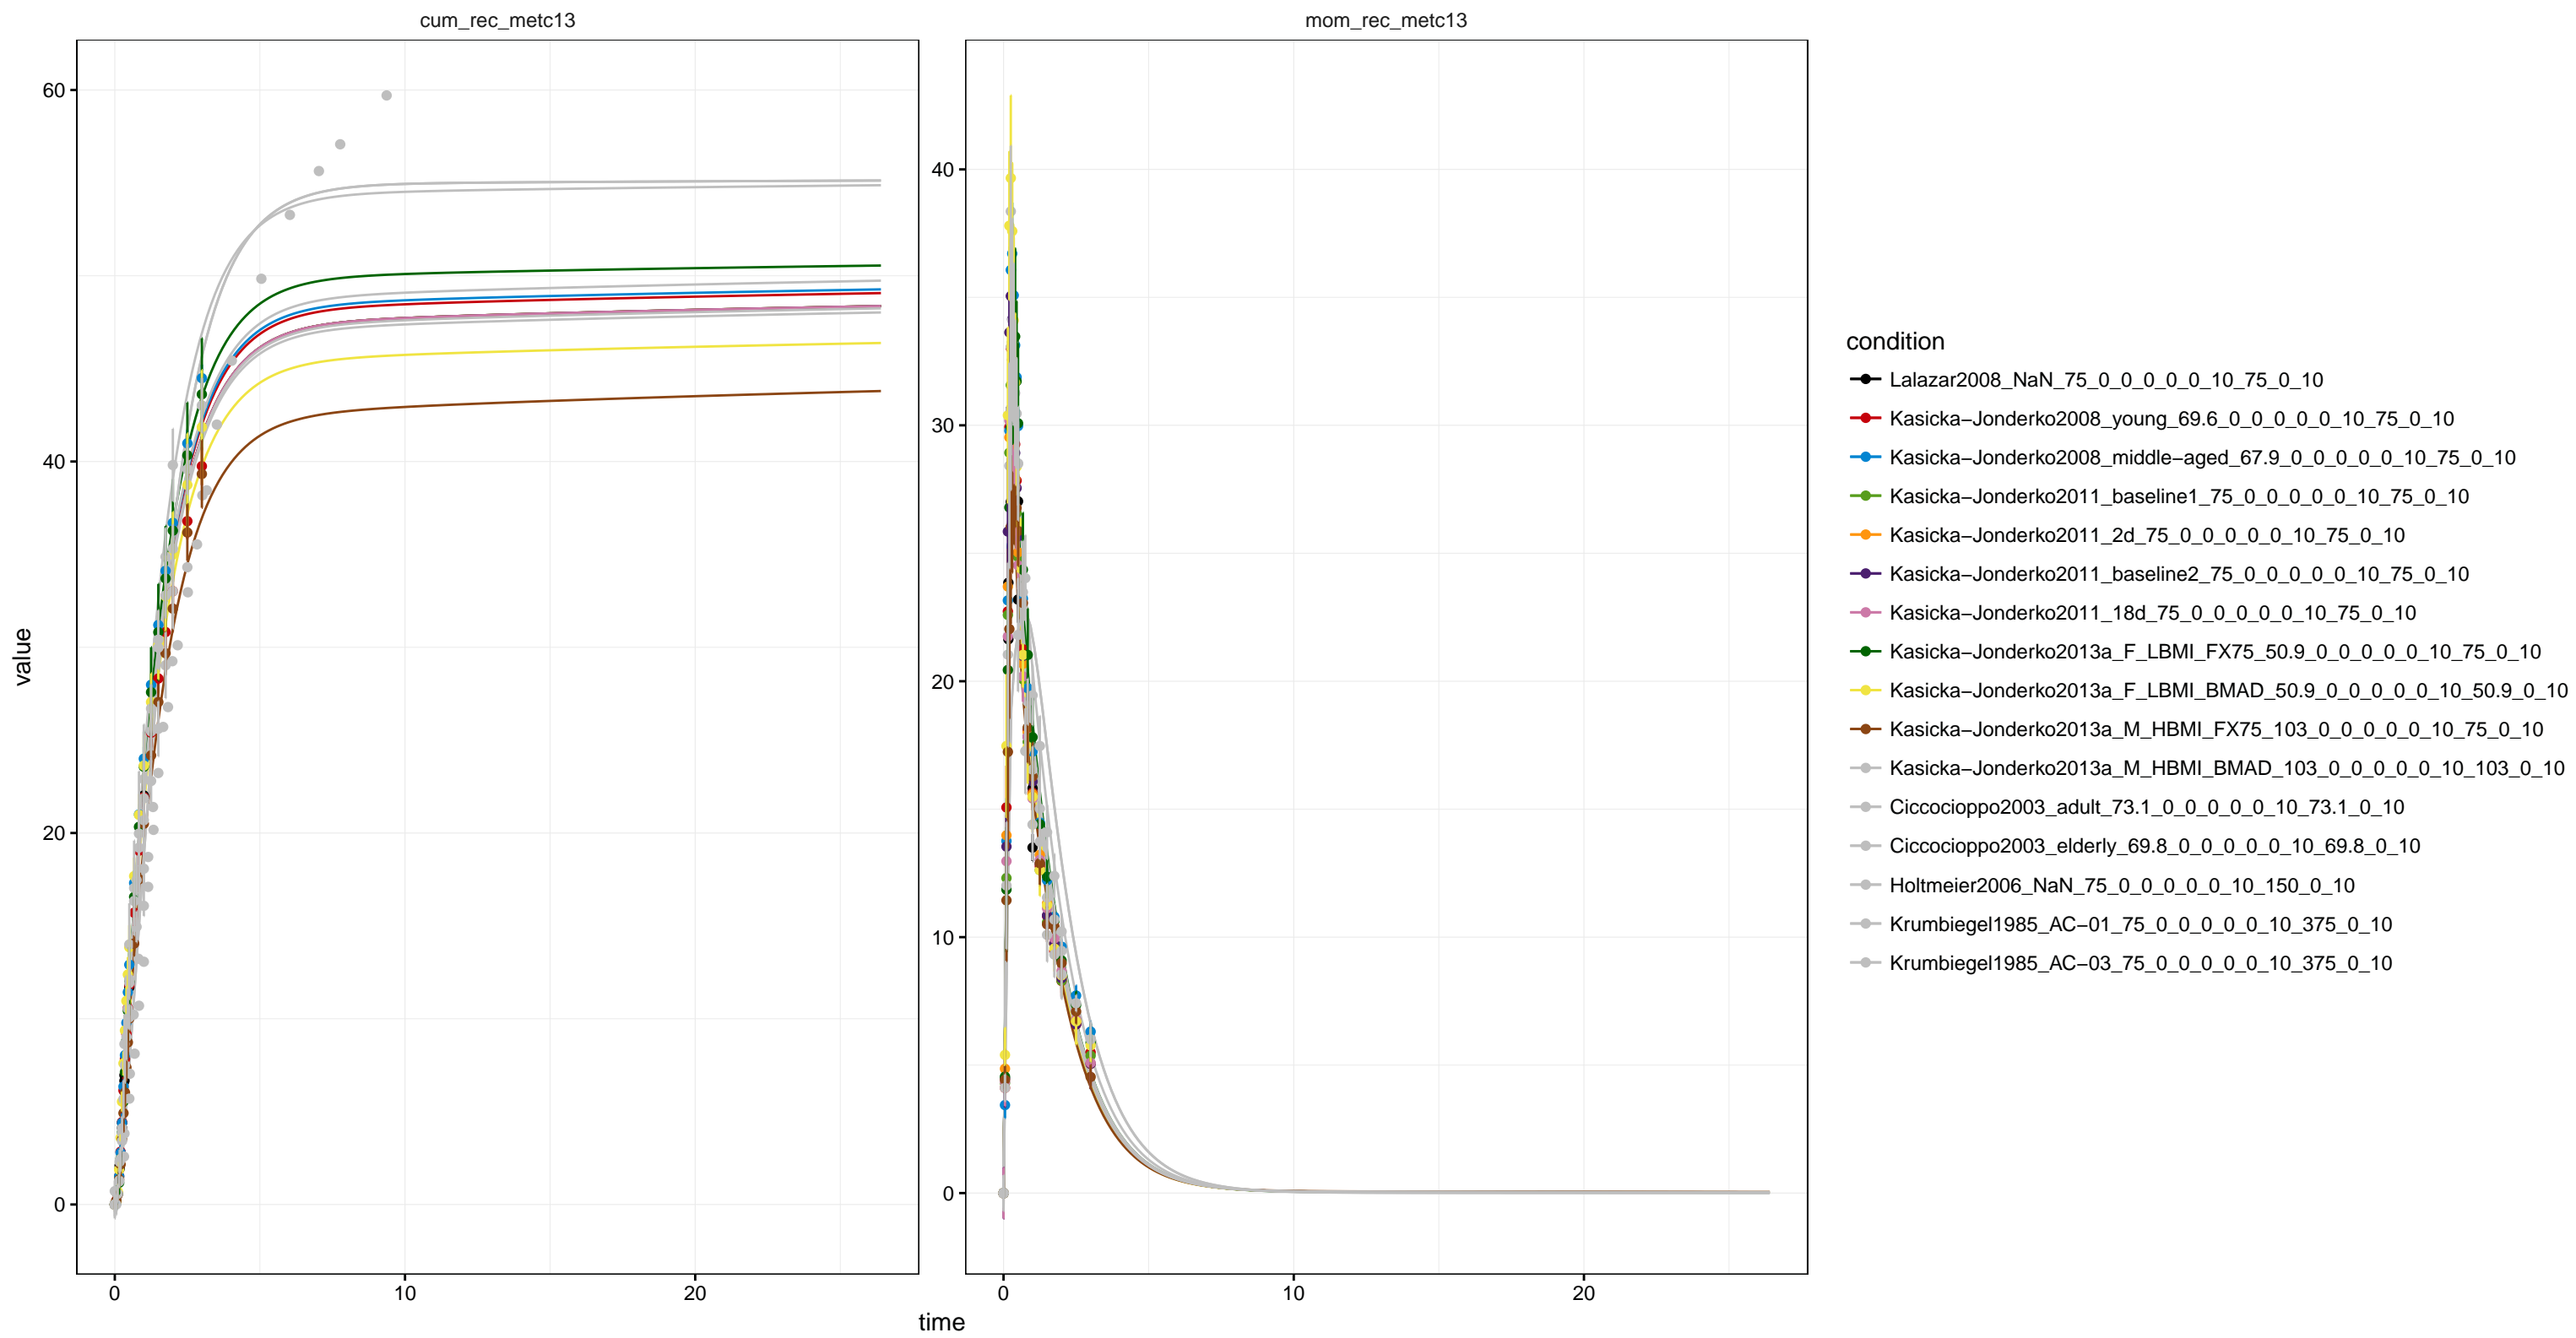 cum_rec_metc13
mom_rec_metc13
value
60
40
20
0
40
30
20
10
0
0
10
20
0
10
20
time
condition
Lalazar2008_NaN_75_0_0_0_0_0_10_75_0_10
Kasicka−Jonderko2008_young_69.6_0_0_0_0_0_10_75_0_10
Kasicka−Jonderko2008_middle−aged_67.9_0_0_0_0_0_10_75_0_10
Kasicka−Jonderko2011_baseline1_75_0_0_0_0_0_10_75_0_10
Kasicka−Jonderko2011_2d_75_0_0_0_0_0_10_75_0_10
Kasicka−Jonderko2011_baseline2_75_0_0_0_0_0_10_75_0_10
Kasicka−Jonderko2011_18d_75_0_0_0_0_0_10_75_0_10
Kasicka−Jonderko2013a_F_LBMI_FX75_50.9_0_0_0_0_0_10_75_0_10
Kasicka−Jonderko2013a_F_LBMI_BMAD_50.9_0_0_0_0_0_10_50.9_0_10
Kasicka−Jonderko2013a_M_HBMI_FX75_103_0_0_0_0_0_10_75_0_10
Kasicka−Jonderko2013a_M_HBMI_BMAD_103_0_0_0_0_0_10_103_0_10
Ciccocioppo2003_adult_73.1_0_0_0_0_0_10_73.1_0_10
Ciccocioppo2003_elderly_69.8_0_0_0_0_0_10_69.8_0_10
Holtmeier2006_NaN_75_0_0_0_0_0_10_150_0_10
Krumbiegel1985_AC−01_75_0_0_0_0_0_10_375_0_10
Krumbiegel1985_AC−03_75_0_0_0_0_0_10_375_0_10